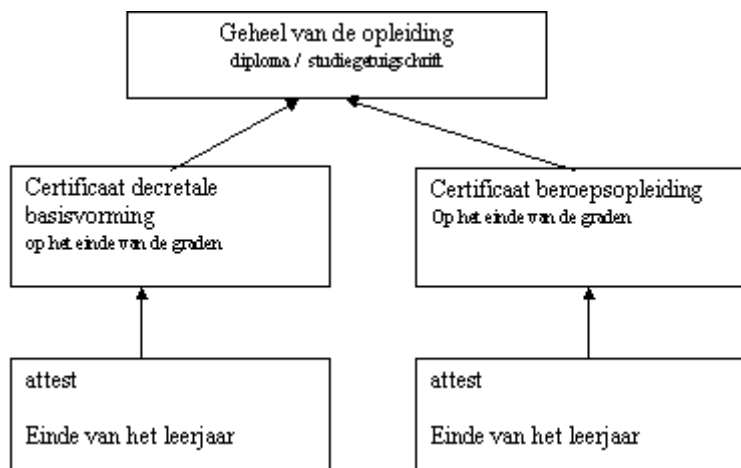 Geheel van de opleiding
diploma / studiegetuigschrift
Certificaat decretale
basisvorming
op het einde van de graden
Certificaat beroepsopleiding
Op het einde van de graden
attest
Einde van het leerjaar
attest
Einde van het leerjaar